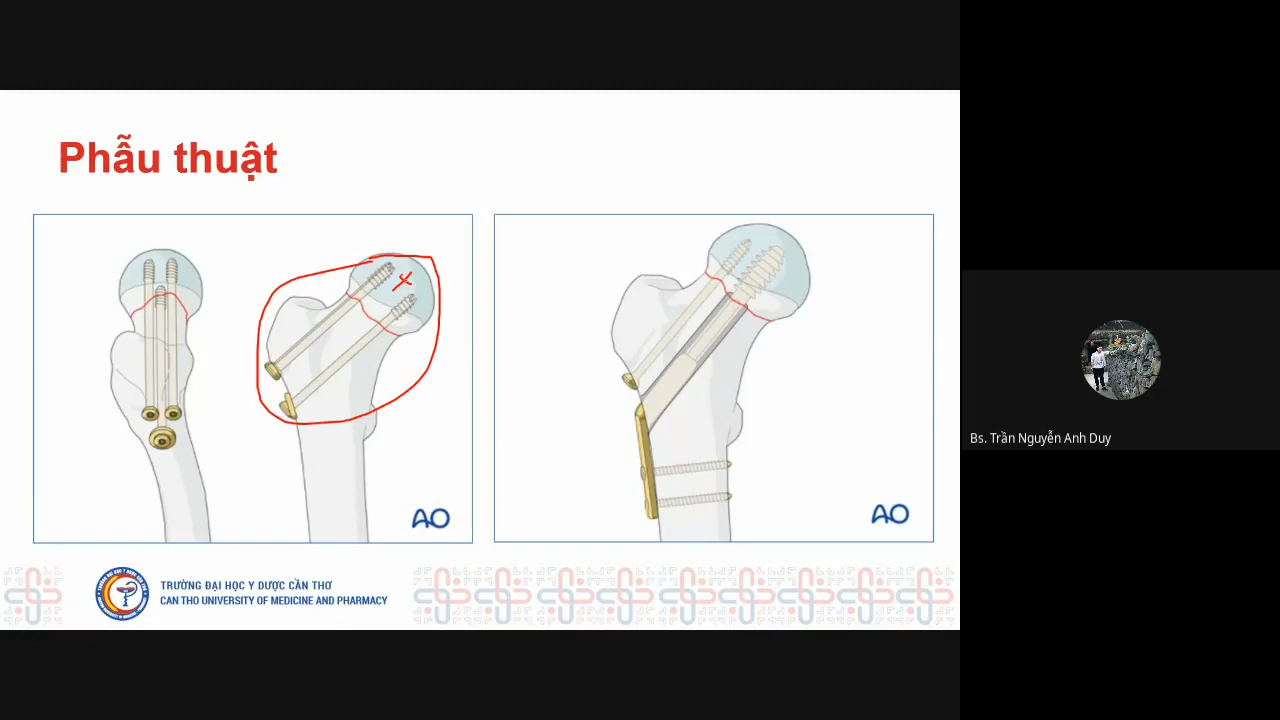 Phẫu thuật
AO
AO
TRƯỜNG ĐẠI HỌC Y DƯỢC CẦN THƠ
CAN THO UNIVERSITY OF MEDICINE AND PHARMACY
Bs. Trần Nguyễn Anh Duy